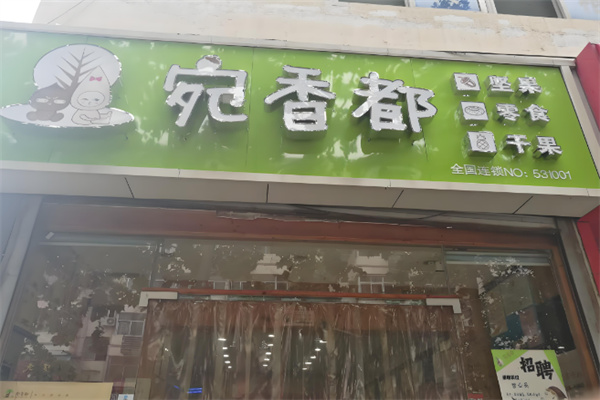 宛香都
坚果
零食
干果
全国连锁NO：531001
招聘